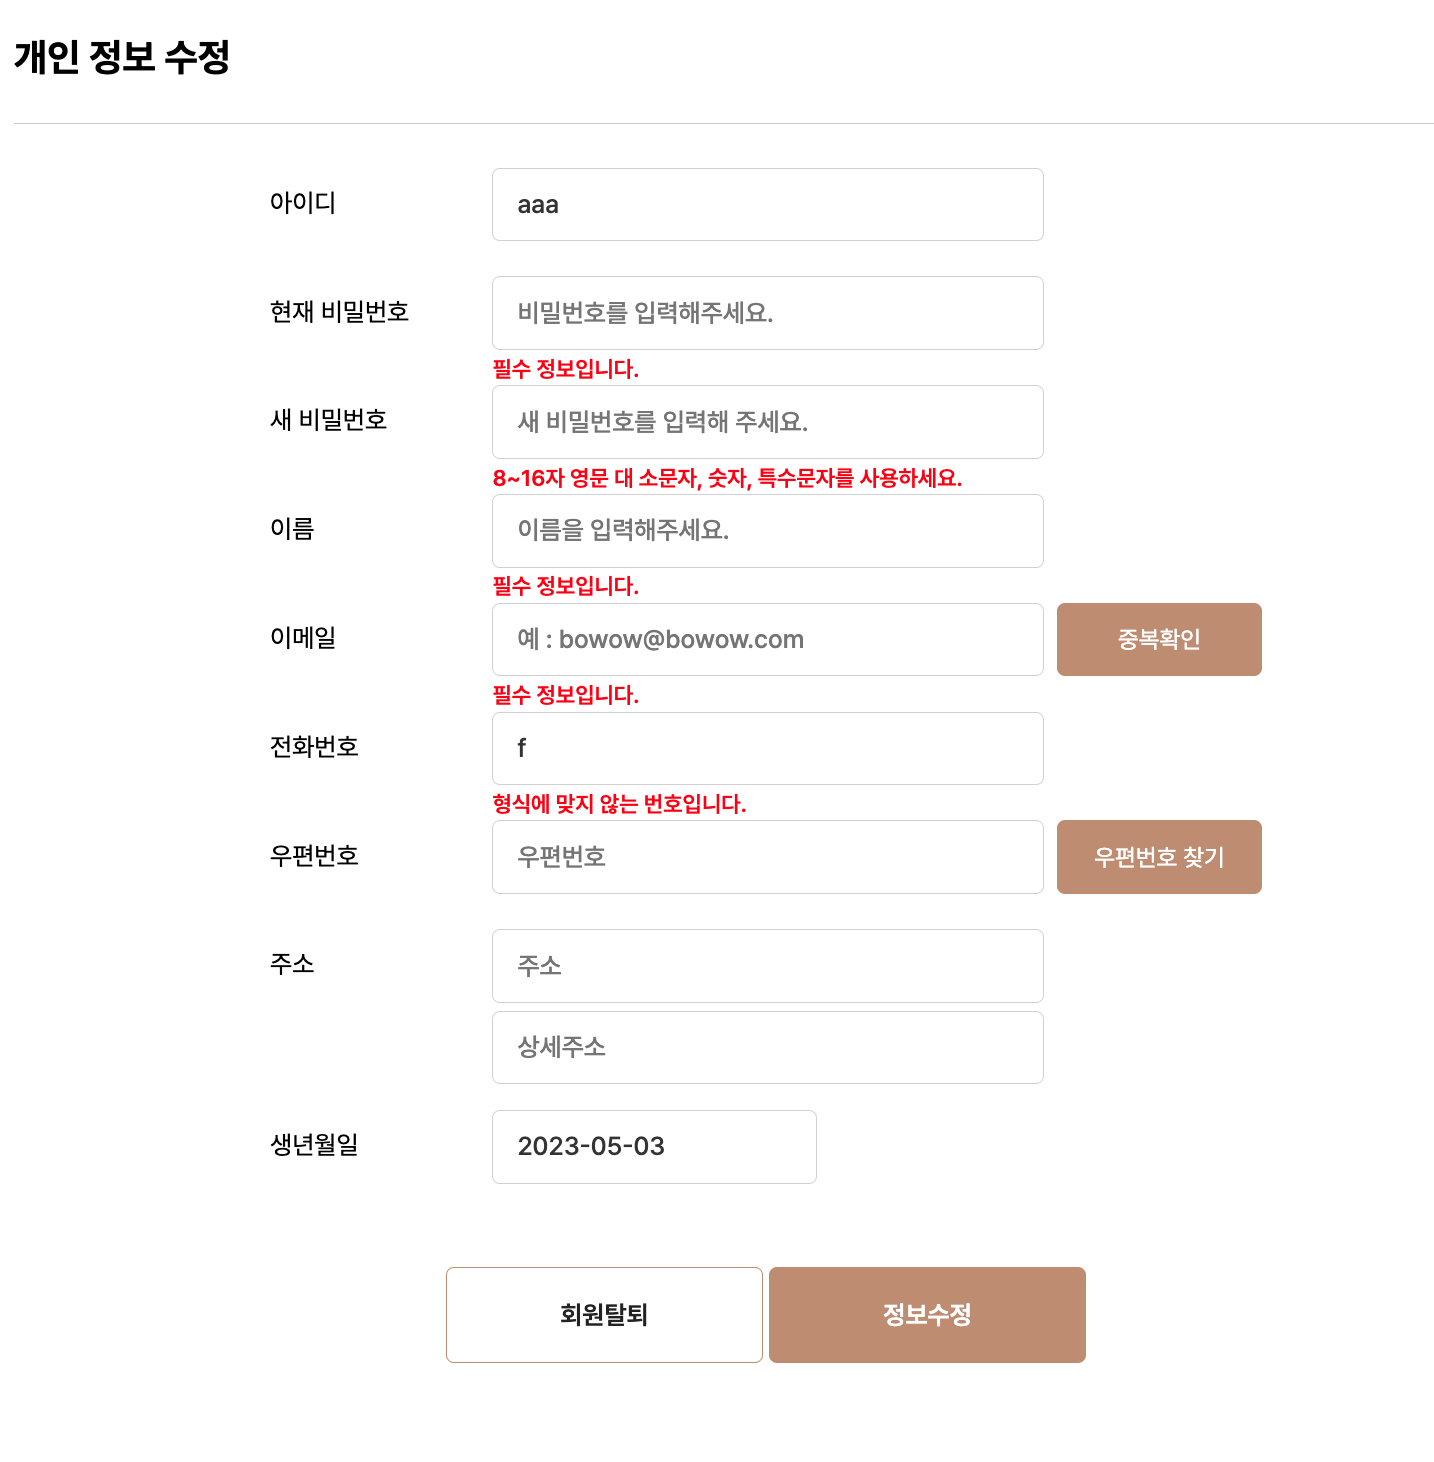 개인 정보 수정
아이디
aaa
현재 비밀번호
비밀번호를 입력해주세요.
필수 정보입니다.
새 비밀번호
새 비밀번호를 입력해 주세요.
8~16자 영문 대 소문자, 숫자, 특수문자를 사용하세요.
이름
이름을 입력해주세요.
필수 정보입니다.
이메일
예 : bowow@bowow.com
중복확인
필수 정보입니다.
전화번호
f
형식에 맞지 않는 번호입니다.
우편번호
우편번호
우편번호 찾기
주소
주소
상세주소
생년월일
2023-05-03
회원탈퇴
정보수정